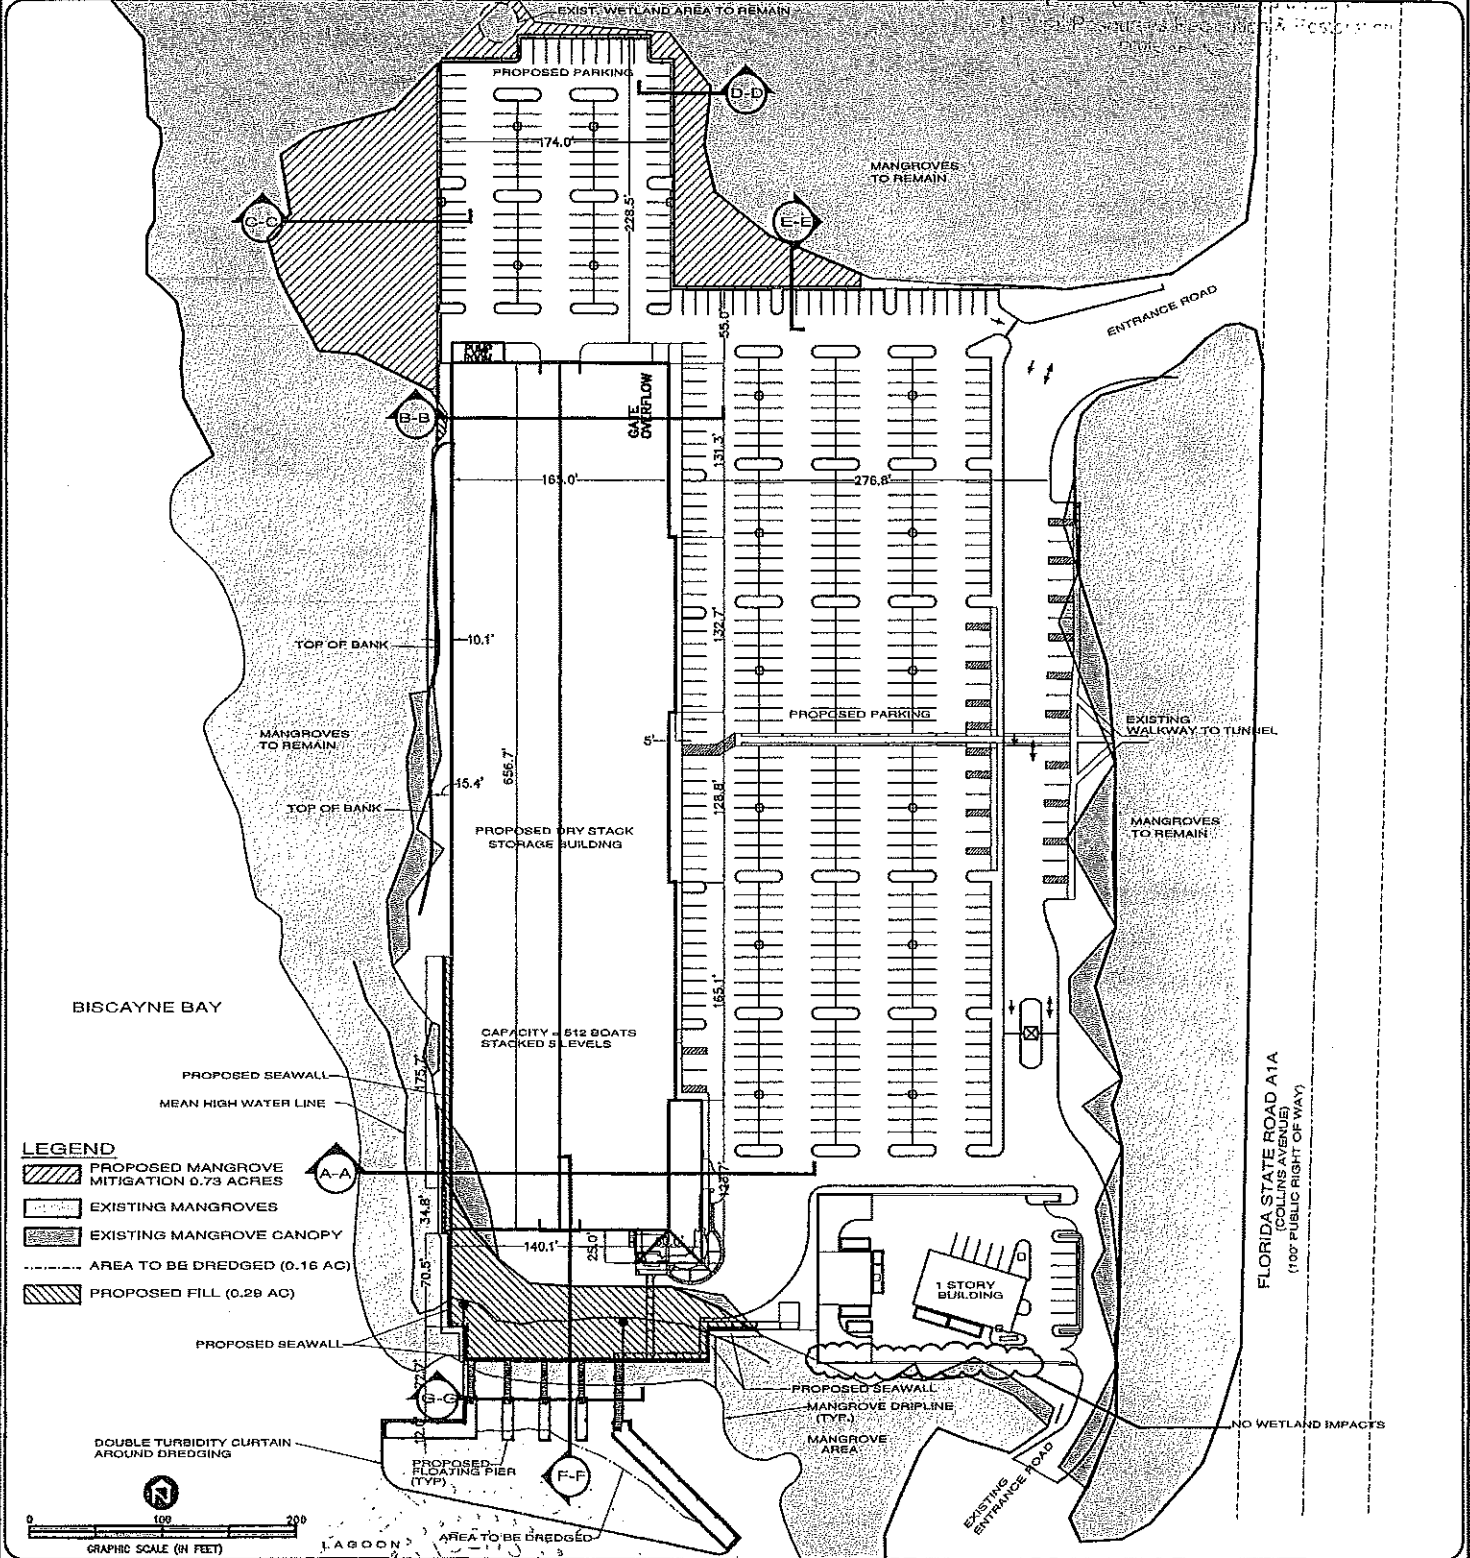 EXIST. WETLAND AREA TO REMAIN
PROPOSED PARKING
D-D
174.0'
MANGROVES
TO REMAIN
C-C
228.5'
E-E
ENTRANCE ROAD
55.0'
PUMP
ROOM
GATE
OVERFLOW
B-B
131.3'
165.0'
276.8'
TOP OF BANK
10.1'
132.7'
PROPOSED PARKING
EXISTING
WALKWAY TO TUNNEL
MANGROVES
TO REMAIN
5'
656.7'
15.4'
TOP OF BANK
128.8'
PROPOSED DRY STACK
STORAGE BUILDING
MANGROVES
TO REMAIN
165.1'
BISCAYNE BAY
CAPACITY = 512 BOATS
STACKED 5 LEVELS
175.7'
PROPOSED SEAWALL
MEAN HIGH WATER LINE
FLORIDA STATE ROAD A1A
(COLLINS AVENUE)
(100' PUBLIC RIGHT OF WAY)
LEGEND
PROPOSED MANGROVE
MITIGATION 0.73 ACRES
EXISTING MANGROVES
EXISTING MANGROVE CANOPY
AREA TO BE DREDGED (0.16 AC)
PROPOSED FILL (0.29 AC)
A-A
34.8'
140.1'
25.0'
70.5'
1 STORY
BUILDING
PROPOSED SEAWALL
G-G
PROPOSED SEAWALL
MANGROVE DRIPLINE
(TYP.)
MANGROVE
AREA
NO WETLAND IMPACTS
DOUBLE TURBIDITY CURTAIN
AROUND DREDGING
PROPOSED
FLOATING PIER
(TYP)
F-F
EXISTING
ENTRANCE ROAD
N
0 100 200
GRAPHIC SCALE (IN FEET)
LAGOON
AREA TO BE DREDGED